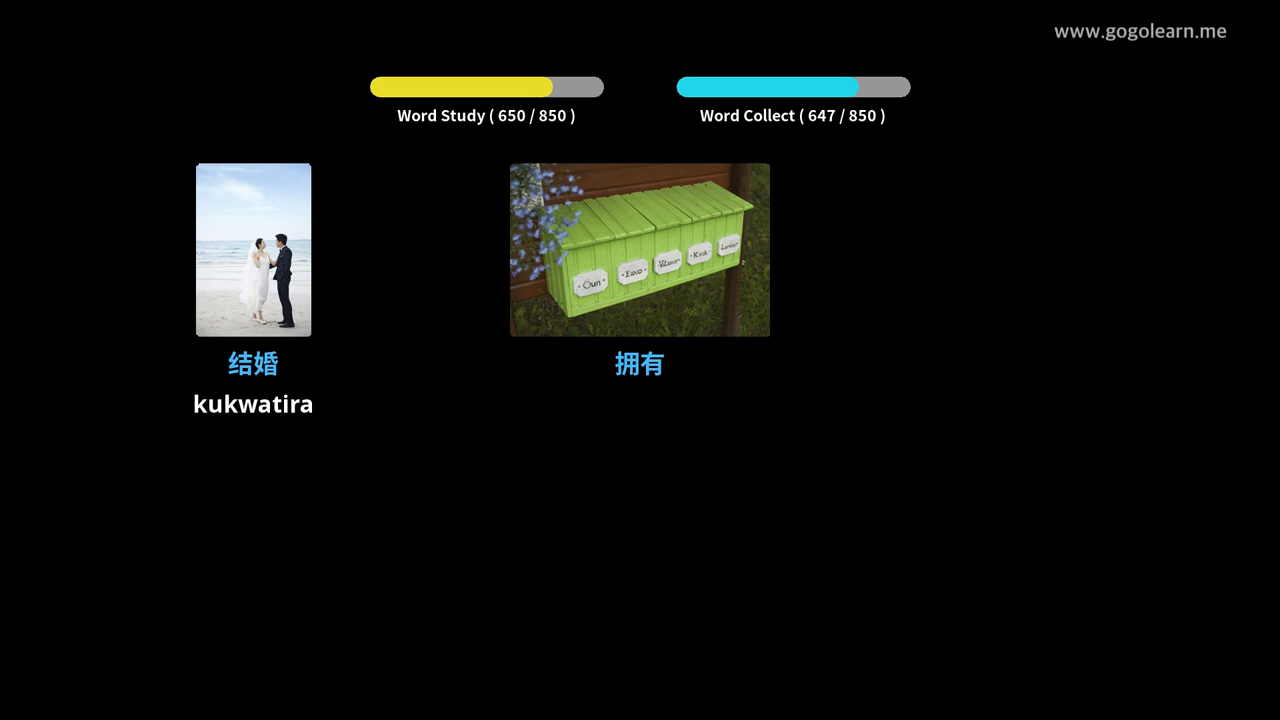 www.gogolearn.me
Word Study ( 650 / 850 )
Word Collect ( 647 / 850 )
结婚
拥有
kukwatira